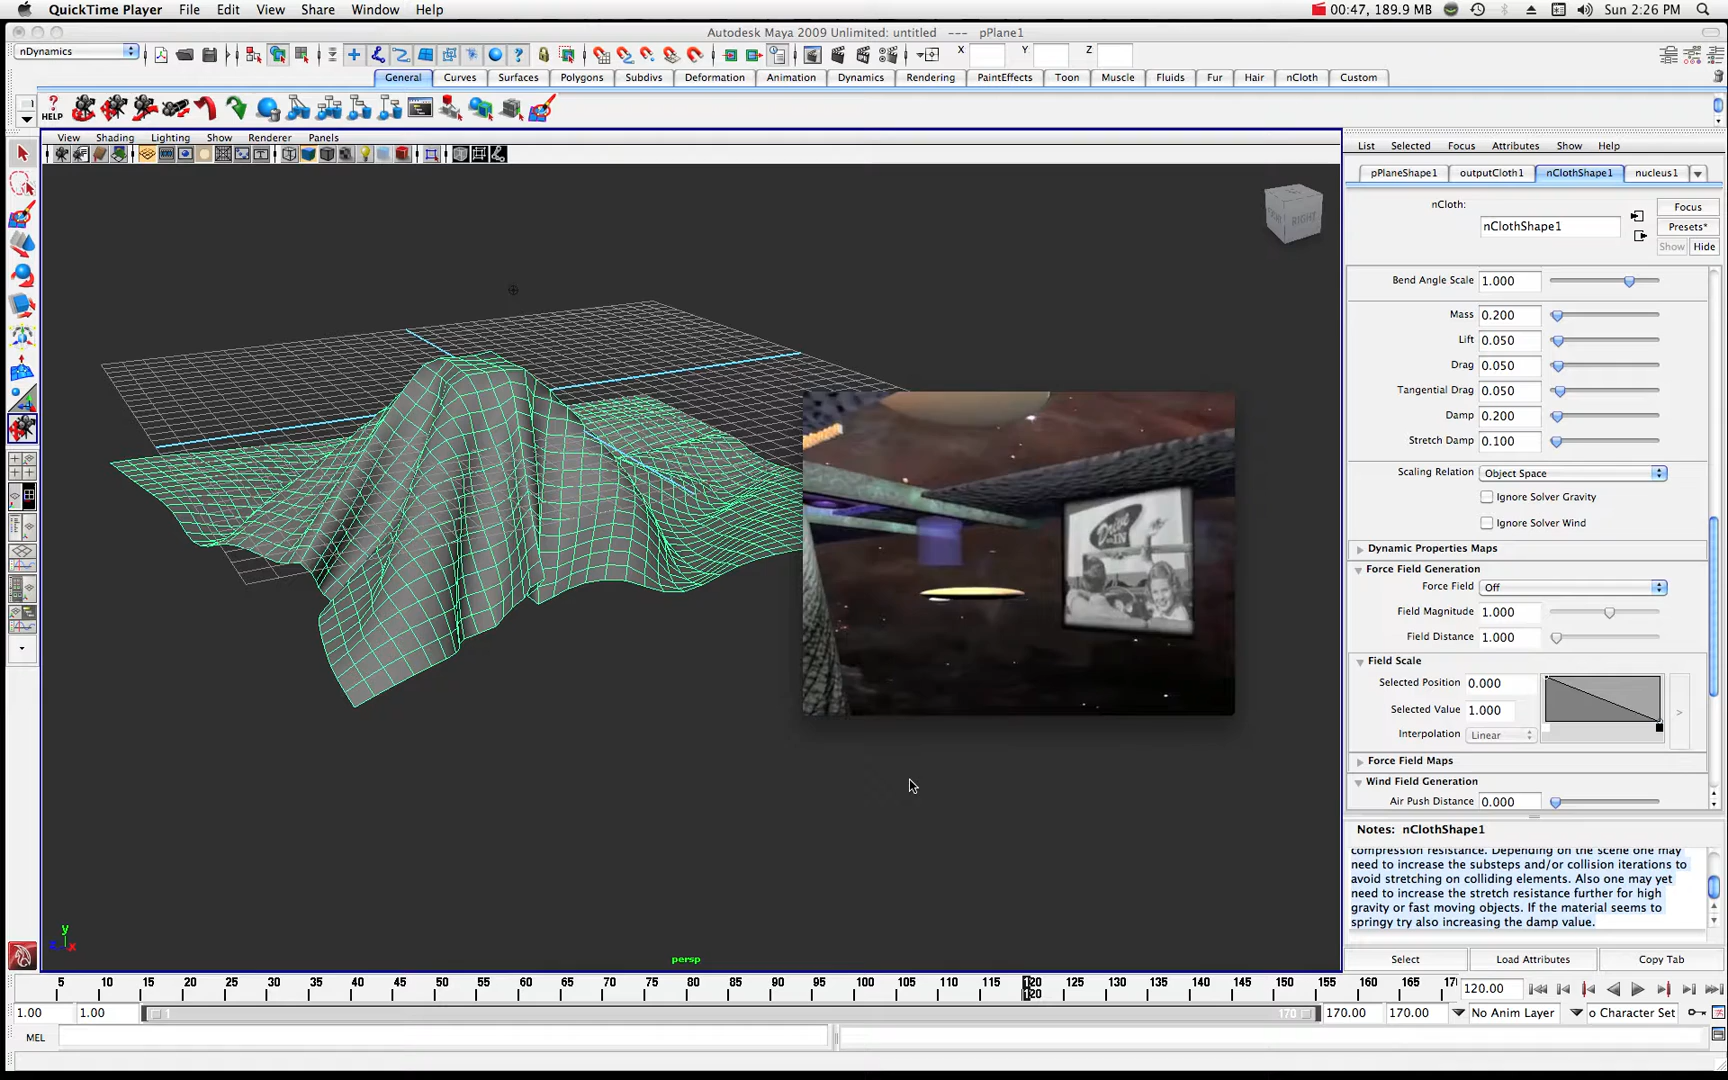 QuickTime Player File Edit View Share Window Help
00:47, 189.9 MB Sun 2:26 PM
Autodesk Maya 2009 Unlimited: untitled --- pPlane1
nDynamics
X Y Z
General Curves Surfaces Polygons Subdivs Deformation Animation Dynamics Rendering PaintEffects Toon Muscle Fluids Fur Hair nCloth Custom
HELP
View Shading Lighting Show Renderer Panels
RIGHT
Drive
IN
y
x
persp
List Selected Focus Attributes Show Help
pPlaneShape1 outputCloth1 nClothShape1 nucleus1
nCloth: nClothShape1
Focus
Presets*
Show Hide
Bend Angle Scale 1.000
Mass 0.200
Lift 0.050
Drag 0.050
Tangential Drag 0.050
Damp 0.200
Stretch Damp 0.100
Scaling Relation Object Space
Ignore Solver Gravity
Ignore Solver Wind
Dynamic Properties Maps
Force Field Generation
Force Field Off
Field Magnitude 1.000
Field Distance 1.000
Field Scale
Selected Position 0.000
Selected Value 1.000
Interpolation Linear
>
Force Field Maps
Wind Field Generation
Air Push Distance 0.000
Notes: nClothShape1
compression resistance. Depending on the scene one may
need to increase the substeps and/or collision iterations to
avoid stretching on colliding elements. Also one may yet
need to increase the stretch resistance further for high
gravity or fast moving objects. If the material seems to
springy try also increasing the damp value.
Select Load Attributes Copy Tab
5 10 15 20 25 30 35 40 45 50 55 60 65 70 75 80 85 90 95 100 105 110 115 120 125 130 135 140 145 150 155 160 165 17
120
120.00
1.00 1.00 1 170 170.00 170.00 No Anim Layer o Character Set
MEL